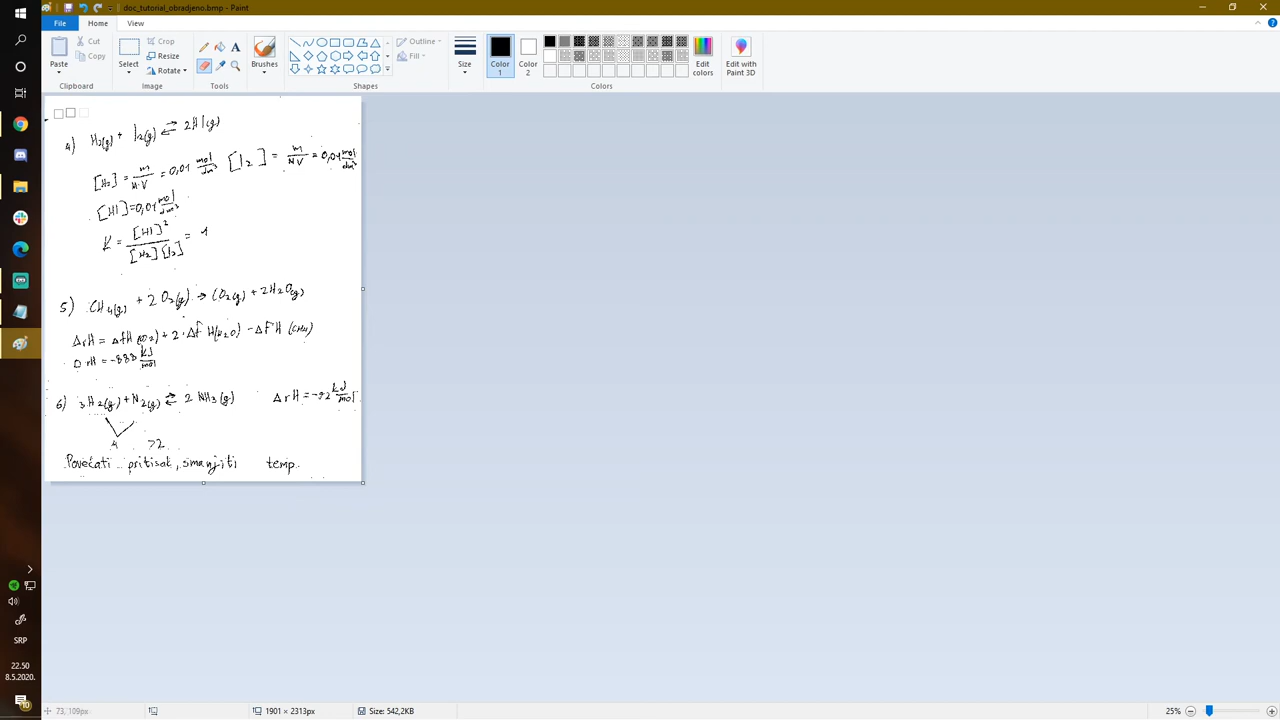 doc_tutorial_obradjeno.bmp - Paint
File Home View
Paste
Cut
Copy
Clipboard
Select
Crop
Resize
Rotate
Image
Tools
Brushes
Shapes
Outline
Fill
Size
Color 1
Color 2
Edit colors
Edit with Paint 3D
Colors
4) H₂(g) + I₂(g) ⇄ 2HI(g)
[H₂] = m/M·V = 0,01 mol/dm³ [I₂] = m/M·V = 0,01 mol/dm³
[HI] = 0,01 mol/dm³
K = [HI]²/[H₂][I₂] = 1
5) CH₄(g) + 2O₂(g) → CO₂(g) + 2H₂O(g)
ΔrH = ΔfH(CO₂) + 2·ΔfH(H₂O) - ΔFH(CH₄)
ΔrH = -888 kJ/mol
6) 3H₂(g) + N₂(g) ⇄ 2NH₃(g) ΔrH = -92 kJ/mol
4 >2
Povećati pritisak, smanjiti temp.
SRP
22.50
8.5.2020.
10
73, 109px
1901 × 2313px
Size: 542,2KB
25%